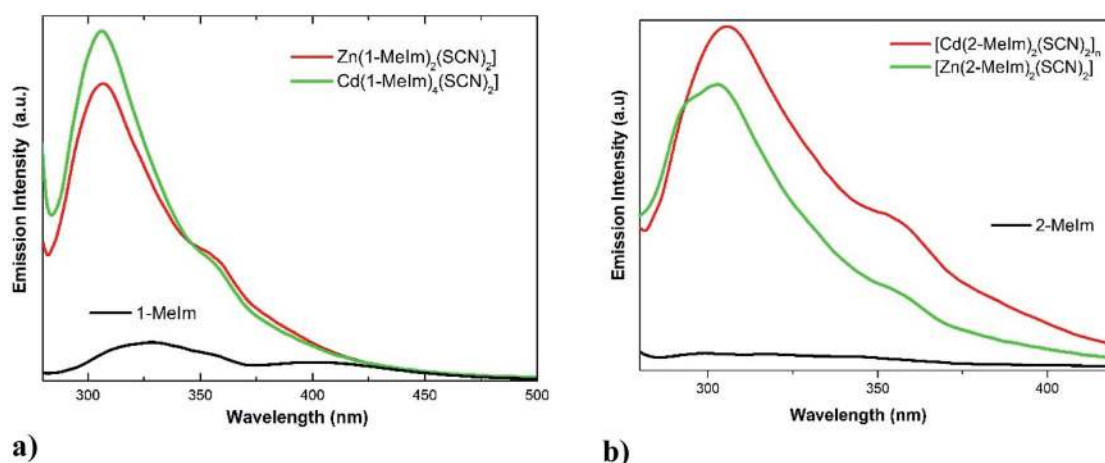 Emission Intensity (a.u.)
Zn(1-MeIm)₂(SCN)₂]
Cd(1-MeIm)₄(SCN)₂]
1-MeIm
300 350 400 450 500
Wavelength (nm)
a)
Emission Intensity (a.u)
[Cd(2-MeIm)₂(SCN)₂]ₙ
[Zn(2-MeIm)₂(SCN)₂]
2-MeIm
300 350 400
Wavelength (nm)
b)